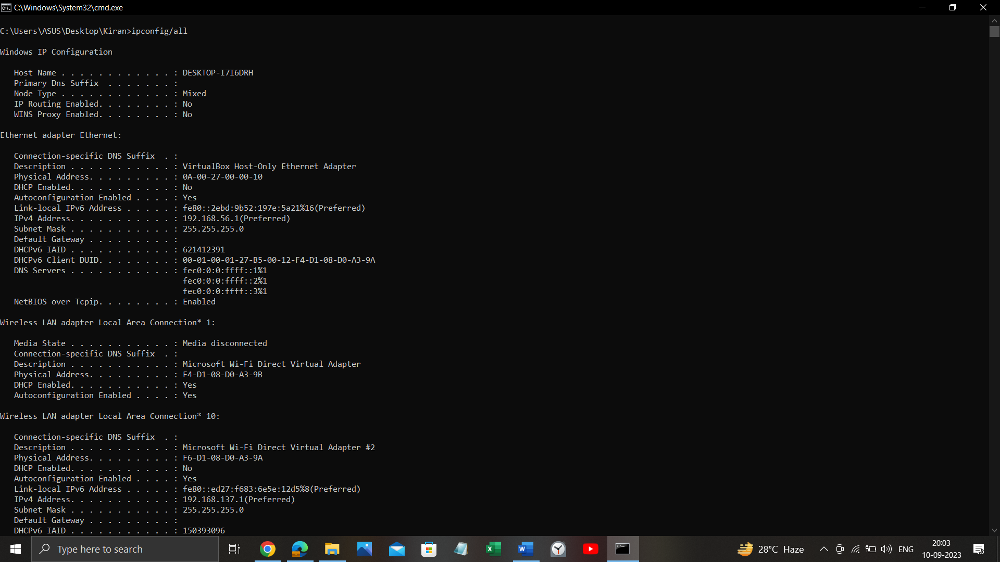 C:\Windows\System32\cmd.exe
C:\Users\ASUS\Desktop\Kiran>ipconfig/all
Windows IP Configuration
Host Name . . . . . . . . . . . . : DESKTOP-I7I6DRH
Primary Dns Suffix  . . . . . . . :
Node Type . . . . . . . . . . . . : Mixed
IP Routing Enabled. . . . . . . . : No
WINS Proxy Enabled. . . . . . . . : No
Ethernet adapter Ethernet:
Connection-specific DNS Suffix  . :
Description . . . . . . . . . . . : VirtualBox Host-Only Ethernet Adapter
Physical Address. . . . . . . . . : 0A-00-27-00-00-10
DHCP Enabled. . . . . . . . . . . : No
Autoconfiguration Enabled . . . . : Yes
Link-local IPv6 Address . . . . . : fe80::2ebd:9b52:197e:5a21%16(Preferred)
IPv4 Address. . . . . . . . . . . : 192.168.56.1(Preferred)
Subnet Mask . . . . . . . . . . . : 255.255.255.0
Default Gateway . . . . . . . . . :
DHCPv6 IAID . . . . . . . . . . . : 621412391
DHCPv6 Client DUID. . . . . . . . : 00-01-00-01-27-B5-00-12-F4-D1-08-D0-A3-9A
DNS Servers . . . . . . . . . . . : fec0:0:0:ffff::1%1
fec0:0:0:ffff::2%1
fec0:0:0:ffff::3%1
NetBIOS over Tcpip. . . . . . . . : Enabled
Wireless LAN adapter Local Area Connection* 1:
Media State . . . . . . . . . . . : Media disconnected
Connection-specific DNS Suffix  . :
Description . . . . . . . . . . . : Microsoft Wi-Fi Direct Virtual Adapter
Physical Address. . . . . . . . . : F4-D1-08-D0-A3-9B
DHCP Enabled. . . . . . . . . . . : Yes
Autoconfiguration Enabled . . . . : Yes
Wireless LAN adapter Local Area Connection* 10:
Connection-specific DNS Suffix  . :
Description . . . . . . . . . . . : Microsoft Wi-Fi Direct Virtual Adapter #2
Physical Address. . . . . . . . . : F6-D1-08-D0-A3-9A
DHCP Enabled. . . . . . . . . . . : No
Autoconfiguration Enabled . . . . : Yes
Link-local IPv6 Address . . . . . : fe80::ed27:f683:6e5e:12d5%8(Preferred)
IPv4 Address. . . . . . . . . . . : 192.168.137.1(Preferred)
Subnet Mask . . . . . . . . . . . : 255.255.255.0
Default Gateway . . . . . . . . . :
DHCPv6 IAID . . . . . . . . . . . : 150393096
Type here to search
28°C Haze
ENG
20:03
10-09-2023